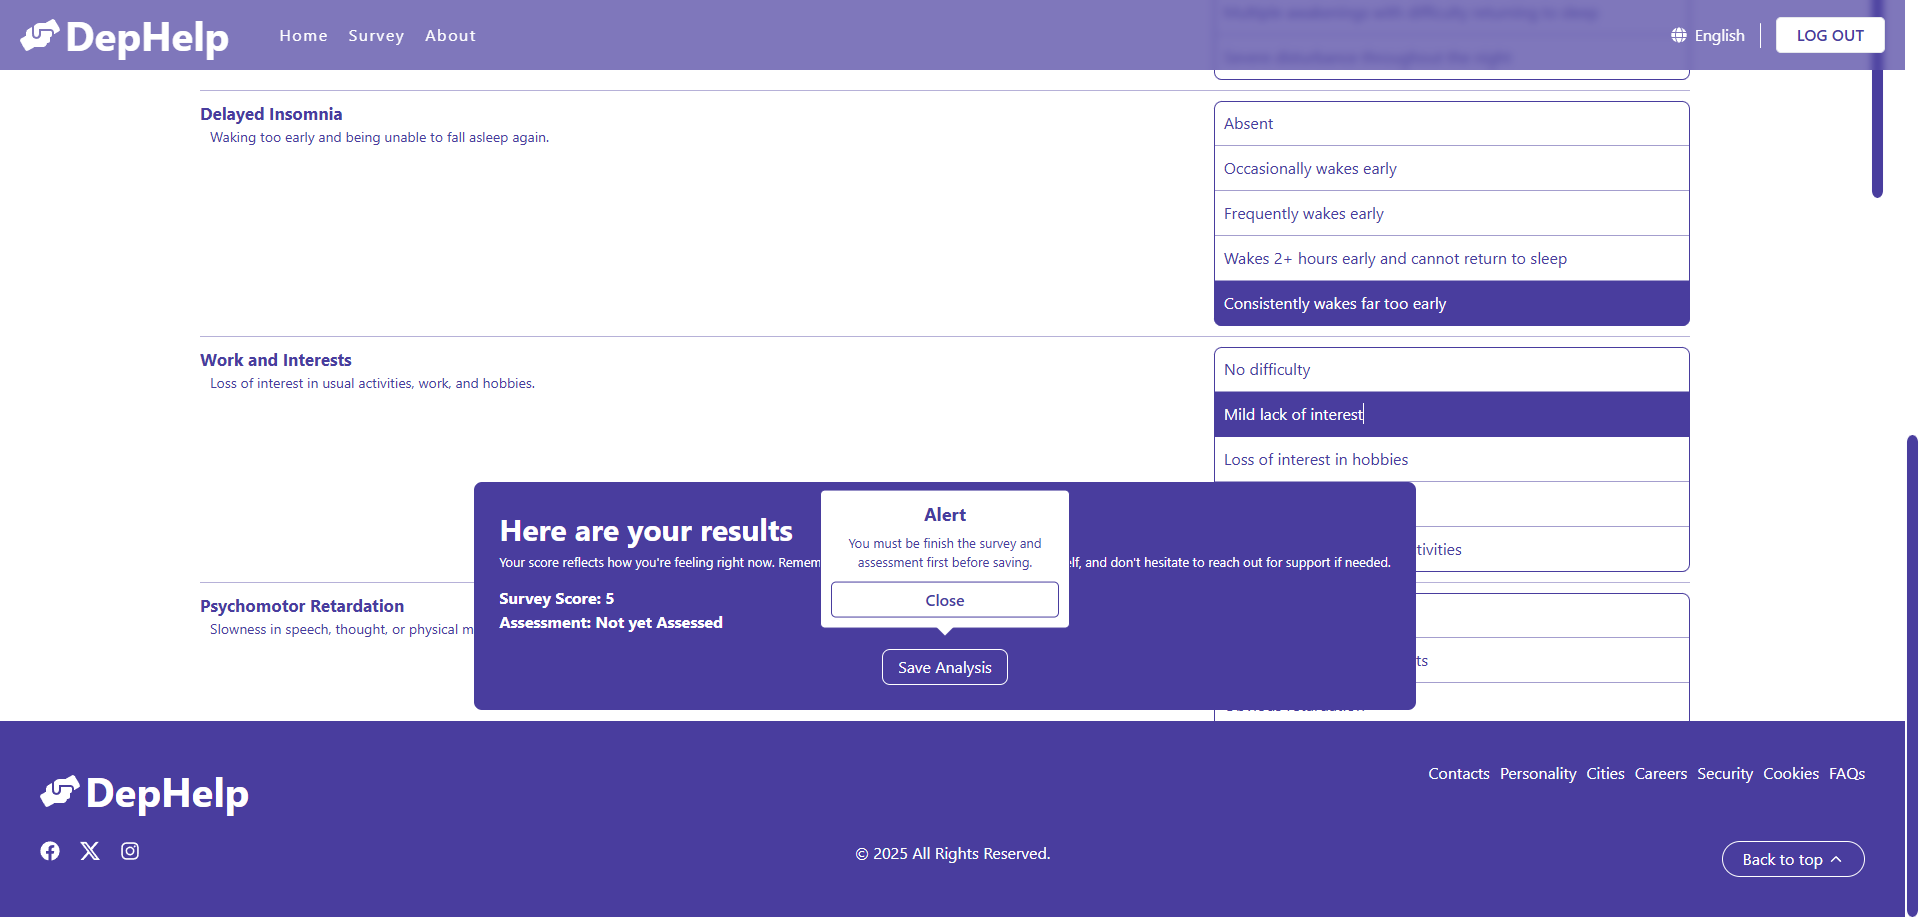 DepHelp
Home Survey About
English
LOG OUT
Delayed Insomnia
Waking too early and being unable to fall asleep again.
Absent
Occasionally wakes early
Frequently wakes early
Wakes 2+ hours early and cannot return to sleep
Consistently wakes far too early
Work and Interests
Loss of interest in usual activities, work, and hobbies.
No difficulty
Mild lack of interest
Loss of interest in hobbies
tivities
Here are your results
Your score reflects how you're feeling right now. Remem
lf, and don't hesitate to reach out for support if needed.
Survey Score: 5
Assessment: Not yet Assessed
Alert
You must be finish the survey and
assessment first before saving.
Close
Save Analysis
Psychomotor Retardation
Slowness in speech, thought, or physical m
ts
DepHelp
Contacts Personality Cities Careers Security Cookies FAQs
© 2025 All Rights Reserved.
Back to top